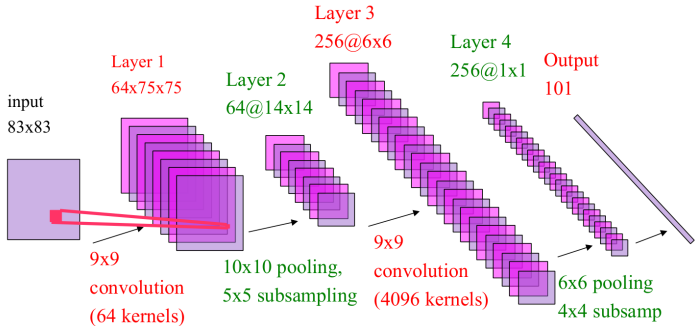 input
83x83
Layer 1
64x75x75
Layer 2
64@14x14
Layer 3
256@6x6
Layer 4
256@1x1
Output
101
9x9
convolution
(64 kernels)
10x10 pooling,
5x5 subsampling
9x9
convolution
(4096 kernels)
6x6 pooling
4x4 subsamp